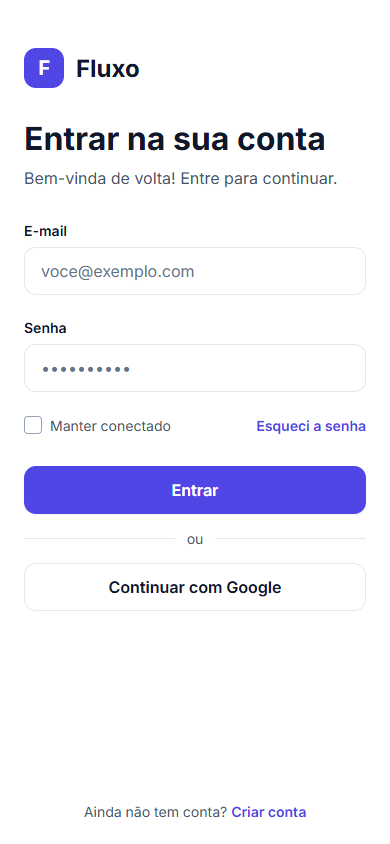 F Fluxo
Entrar na sua conta
Bem-vinda de volta! Entre para continuar.
E-mail
voce@exemplo.com
Senha
••••••••••
Manter conectado Esqueci a senha
Entrar
ou
Continuar com Google
Ainda não tem conta? Criar conta